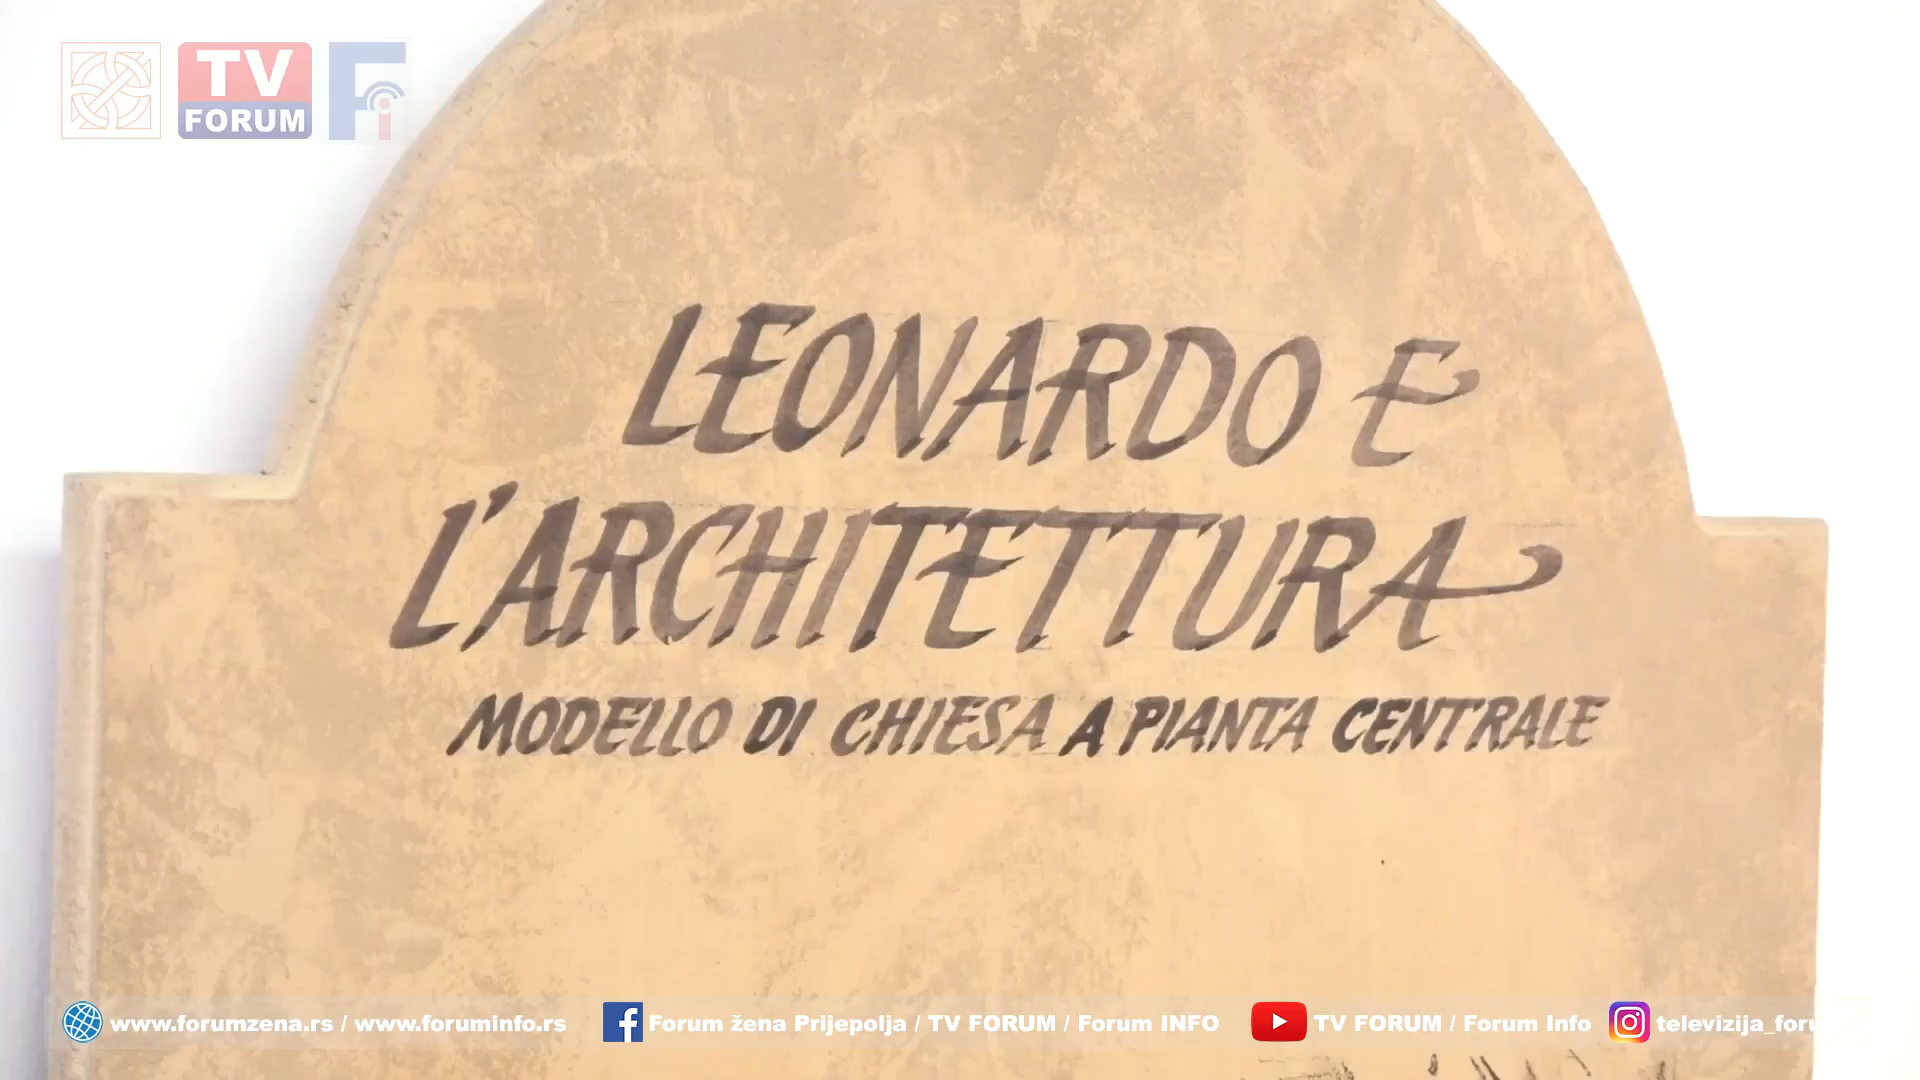 TV
FORUM
Fi
LEONARDO E
L'ARCHITETTURA
MODELLO DI CHIESA A PIANTA CENTRALE
www.forumzena.rs / www.foruminfo.rs
Forum žena Prijepolja / TV FORUM / Forum INFO
TV FORUM / Forum Info